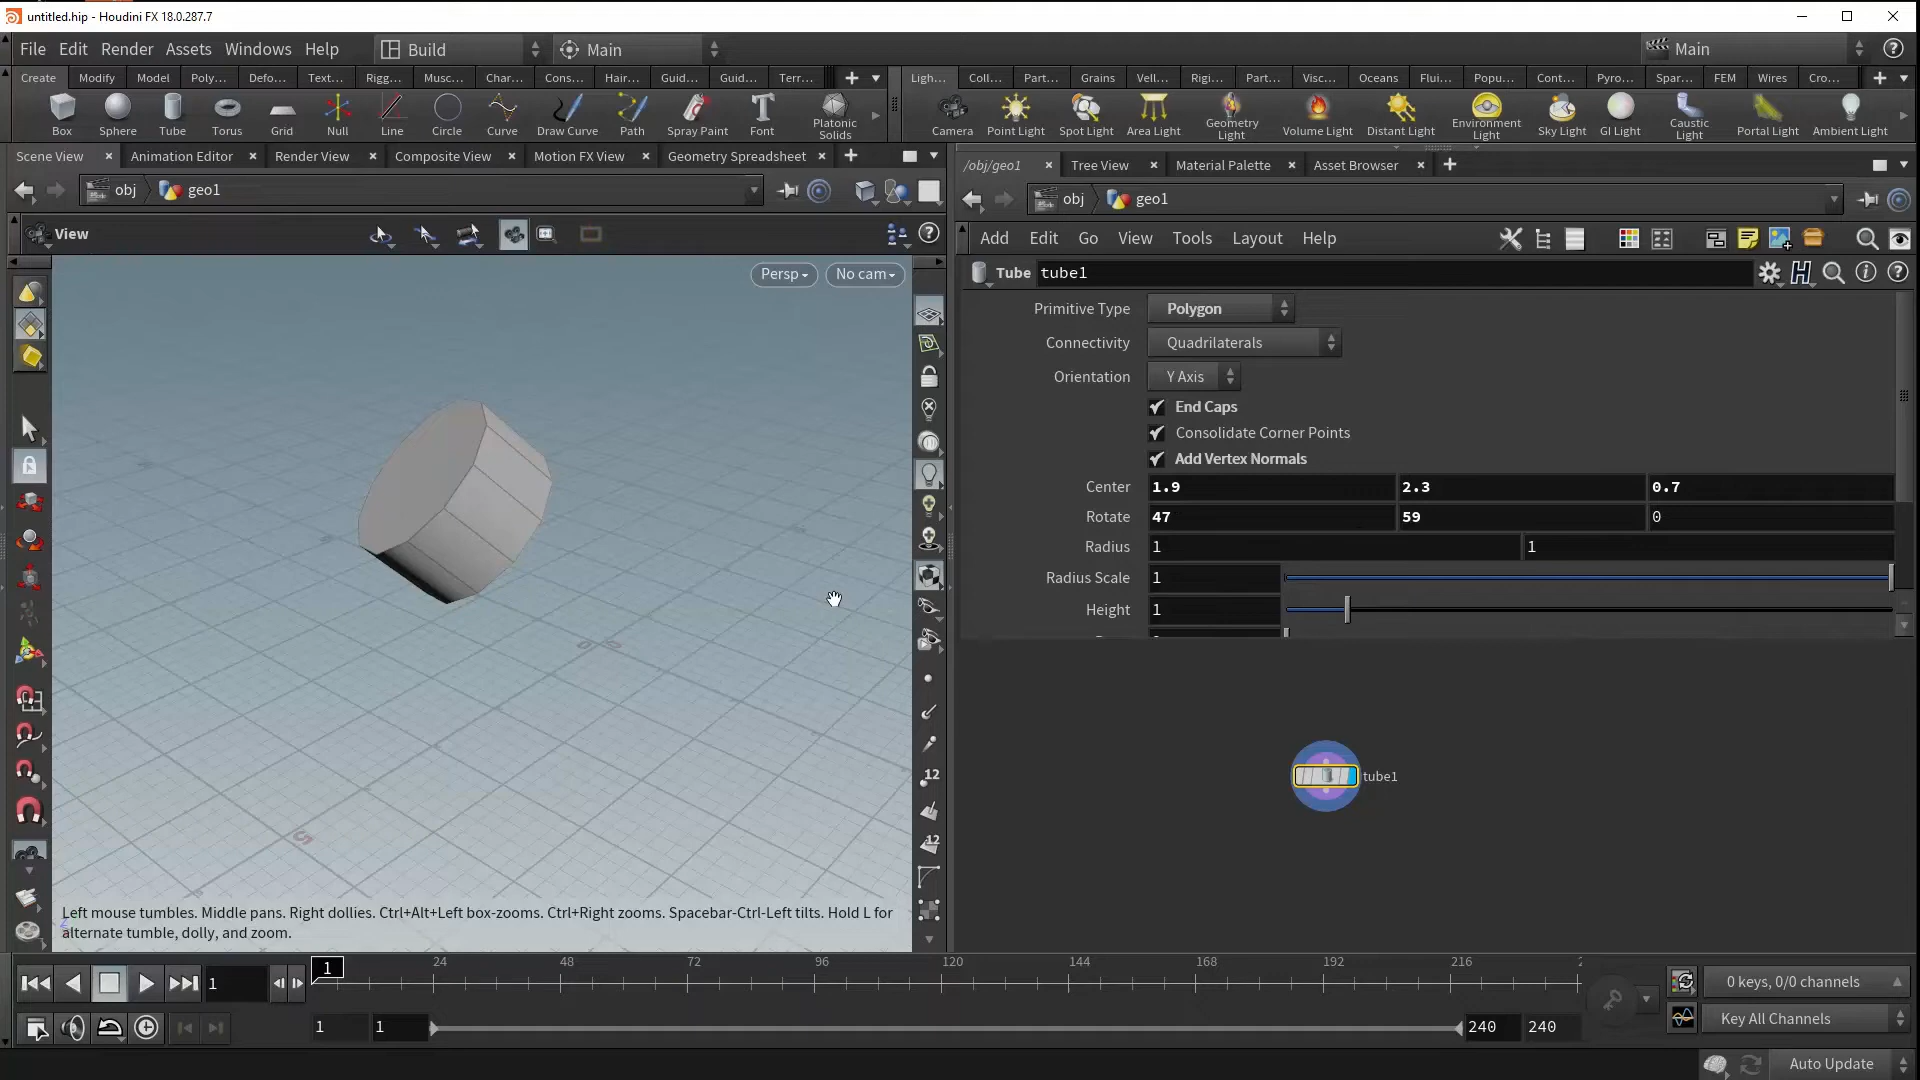 untitled.hip - Houdini FX 18.0.287.7
File Edit Render Assets Windows Help Build Main Main
Create Modify Model Poly... Defo... Text... Rigg... Musc... Char... Cons... Hair... Guid... Guid... Terr... Ligh... Coll... Part... Grains Vell... Rigi... Part... Visc... Oceans Flui... Popu... Cont... Pyro... Spar... FEM Wires Cro...
Box Sphere Tube Torus Grid Null Line Circle Curve Draw Curve Path Spray Paint Font Platonic Solids Camera Point Light Spot Light Area Light Geometry Light Volume Light Distant Light Environment Light Sky Light GI Light Caustic Light Portal Light Ambient Light
Scene View Animation Editor Render View Composite View Motion FX View Geometry Spreadsheet
/obj/geo1 Tree View Material Palette Asset Browser
obj geo1
obj geo1
View
Add Edit Go View Tools Layout Help
Persp No cam
Tube tube1
Primitive Type Polygon
Connectivity Quadrilaterals
Orientation Y Axis
End Caps
Consolidate Corner Points
Add Vertex Normals
Center 1.9 2.3 0.7
Rotate 47 59 0
Radius 1 1
Radius Scale 1
Height 1
tube1
12
12
5
Left mouse tumbles. Middle pans. Right dollies. Ctrl+Alt+Left box-zooms. Ctrl+Right zooms. Spacebar-Ctrl-Left tilts. Hold L for
alternate tumble, dolly, and zoom.
1 1 24 48 72 96 120 144 168 192 216 0 keys, 0/0 channels
1 1 240 240 Key All Channels
Auto Update